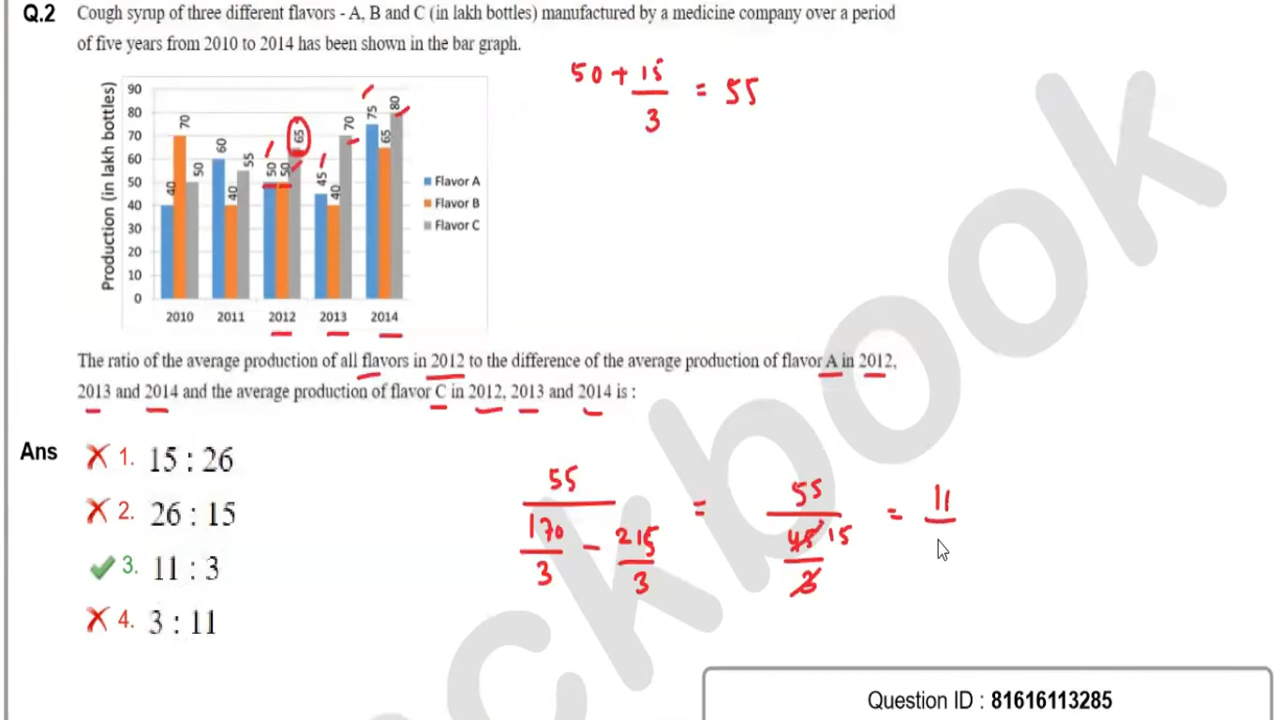 Q.2 Cough syrup of three different flavors - A, B and C (in lakh bottles) manufactured by a medicine company over a period
of five years from 2010 to 2014 has been shown in the bar graph.
50 + 15/3 = 55
Production (in lakh bottles)
90
80
70
60
50
40
30
20
10
0
40 70 50
60 40 55
50 50 65
45 40 70
75 65 80
2010 2011 2012 2013 2014
Flavor A
Flavor B
Flavor C
The ratio of the average production of all flavors in 2012 to the difference of the average production of flavor A in 2012,
2013 and 2014 and the average production of flavor C in 2012, 2013 and 2014 is :
Ans
X 1. 15 : 26
X 2. 26 : 15
✓ 3. 11 : 3
X 4. 3 : 11
55
170/3 - 215/3
=
55
45 15
3
= 11
ckbook
Question ID : 81616113285